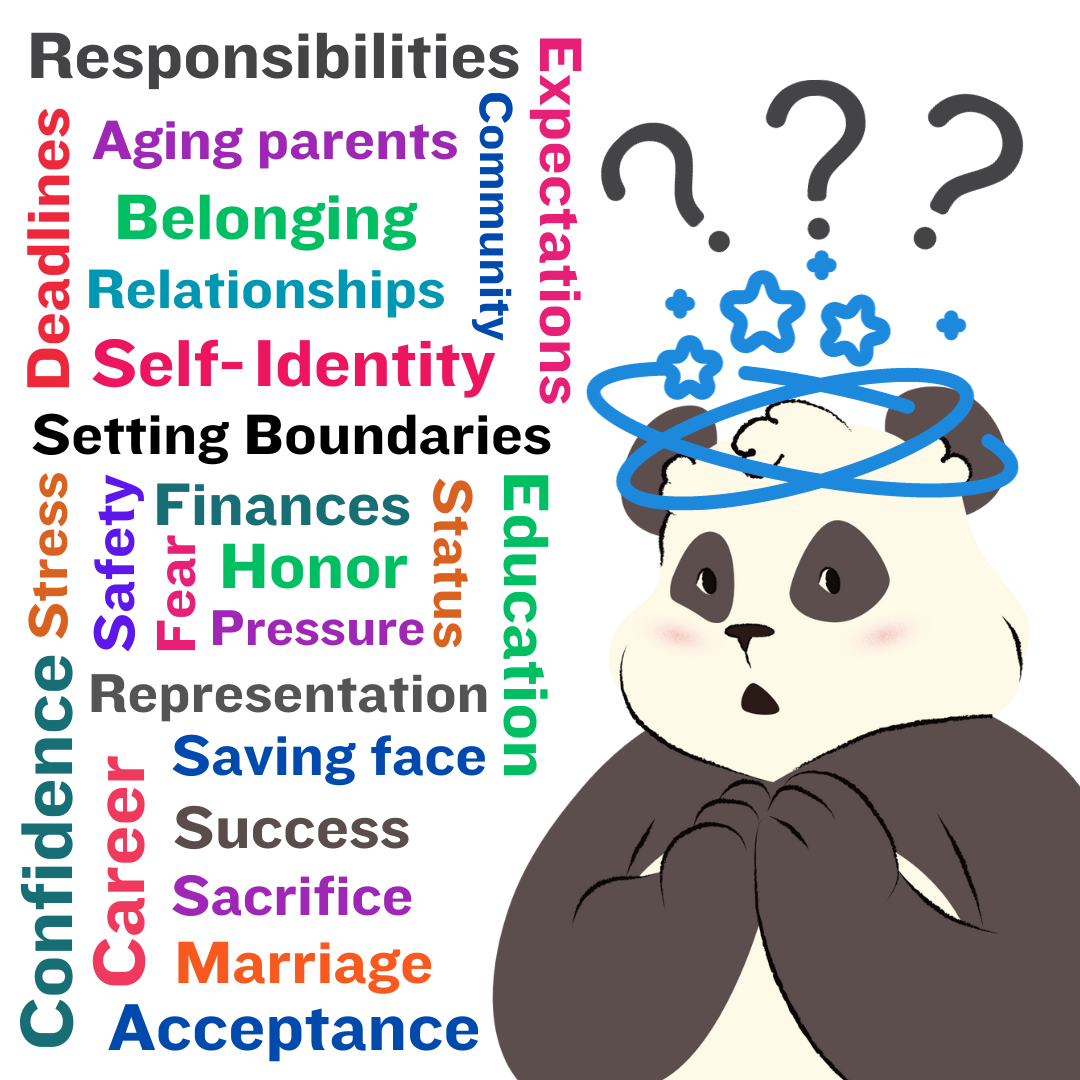 Responsibilities
Expectations
Deadlines
Aging parents
Community
Belonging
Relationships
Self-Identity
Setting Boundaries
Stress
Safety
Finances
Status
Education
Fear
Honor
Pressure
Confidence
Representation
Saving face
Career
Success
Sacrifice
Marriage
Acceptance
? ? ?